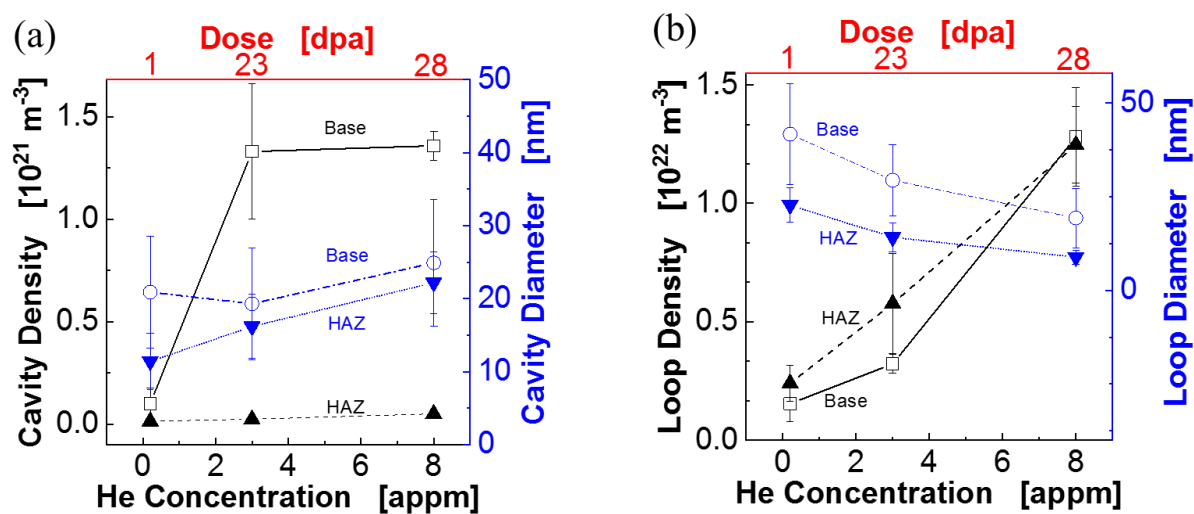 (a)
Dose [dpa]
1 23 28
Cavity Density [10²¹ m⁻³]
1.5
1.0
0.5
0.0
Base
Base
HAZ
HAZ
50
40
30
20
10
0
Cavity Diameter [nm]
0 2 4 6 8
He Concentration [appm]
(b)
Dose [dpa]
1 23 28
Loop Density [10²² m⁻³]
1.5
1.0
0.5
0.0
Base
HAZ
HAZ
Base
50
0
Loop Diameter [nm]
0 2 4 6 8
He Concentration [appm]